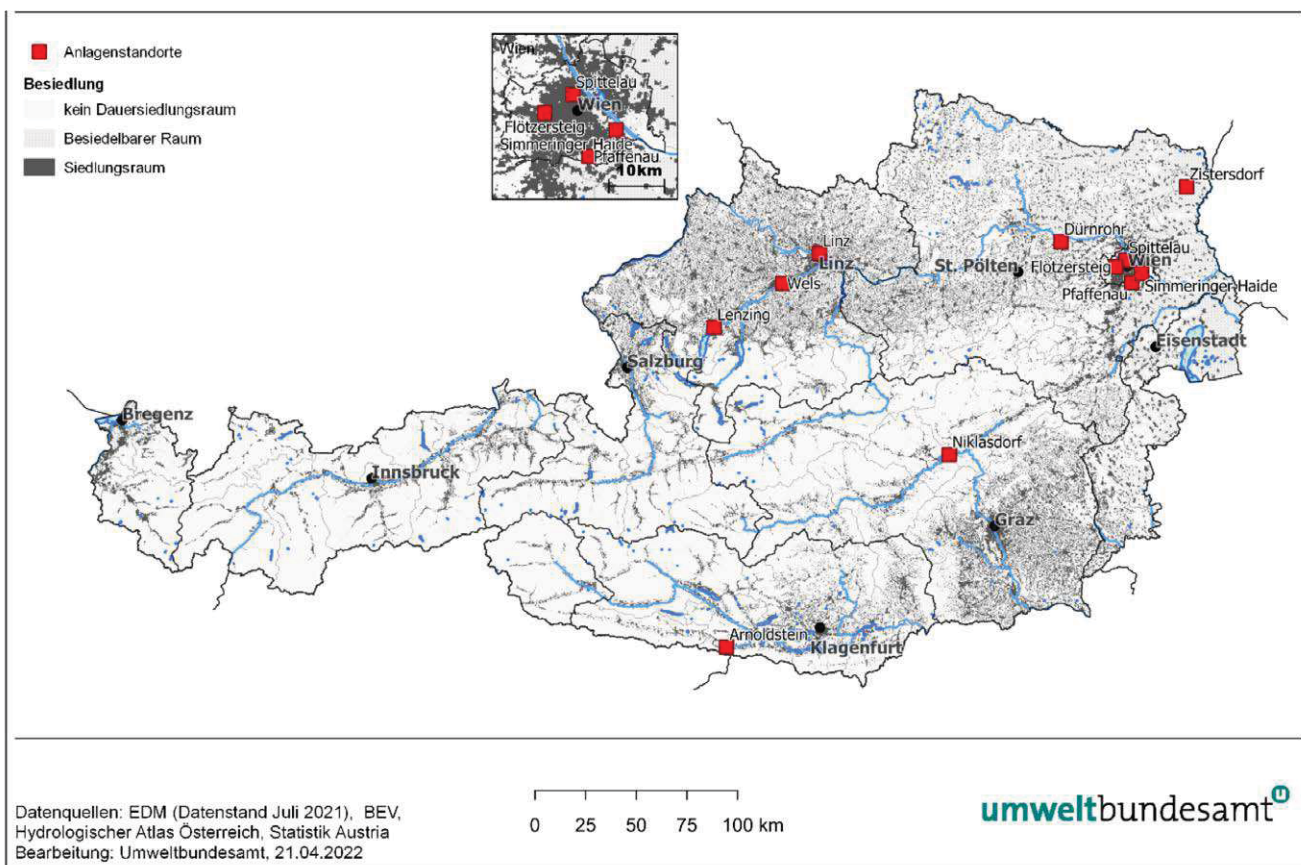 Anlagenstandorte
Besiedlung
kein Dauersiedlungsraum
Besiedelbarer Raum
Siedlungsraum
Wien
Spittelau
Wien
Flötzersteig
Simmeringer Haide
Pfaffenau
10km
Zistersdorf
Dürnrohr
Linz
Linz
St. Pölten
Spittelau
Wien
Flötzersteig
Simmeringer Haide
Pfaffenau
Wels
Lenzing
Eisenstadt
Salzburg
Bregenz
Niklasdorf
Innsbruck
Graz
Arnoldstein
Klagenfurt
Datenquellen: EDM (Datenstand Juli 2021), BEV,
Hydrologischer Atlas Österreich, Statistik Austria
Bearbeitung: Umweltbundesamt, 21.04.2022
0 25 50 75 100 km
umweltbundesamt u